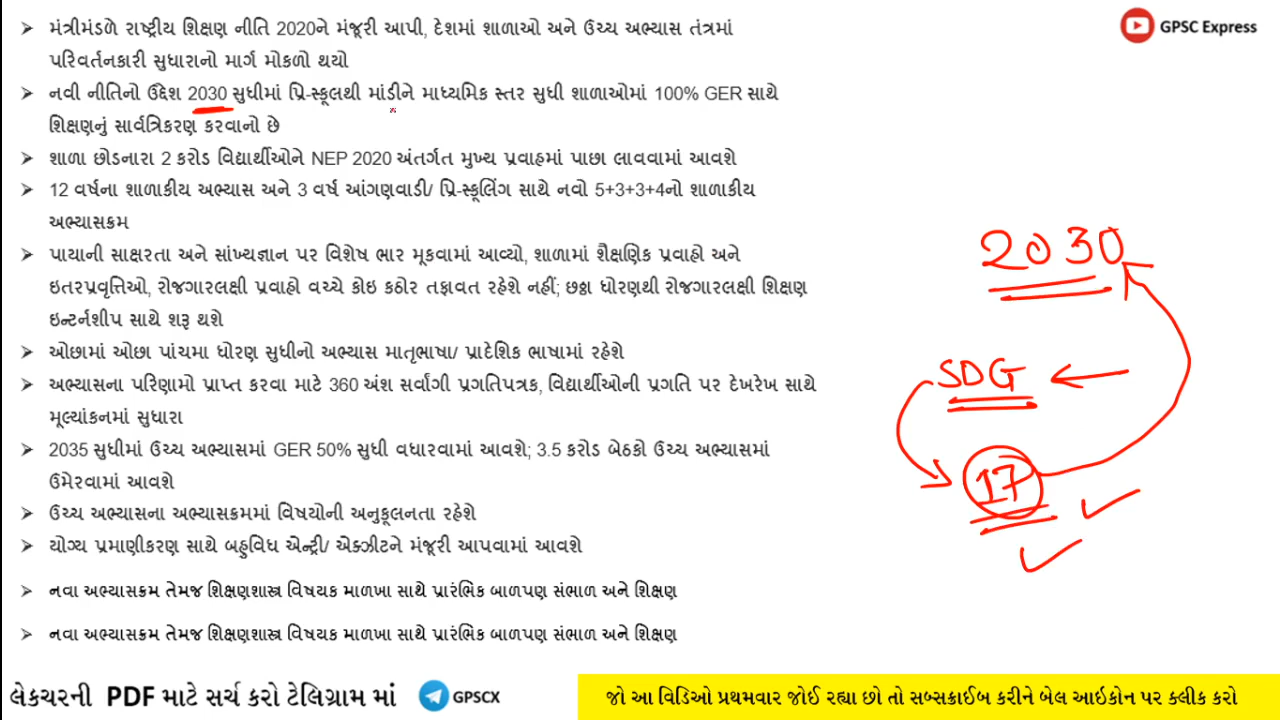 ➢ મંત્રીમંડળે રાષ્ટ્રીય શિક્ષણ નીતિ 2020ને મંજૂરી આપી, દેશમાં શાળાઓ અને ઉચ્ચ અભ્યાસ તંત્રમાં
પરિવર્તનકારી સુધારાનો માર્ગ મોકળો થયો
➢ નવી નીતિનો ઉદ્દેશ 2030 સુધીમાં પ્રિ-સ્કૂલથી માંડીને માધ્યમિક સ્તર સુધી શાળાઓમાં 100% GER સાથે
શિક્ષણનું સાર્વત્રિકરણ કરવાનો છે
➢ શાળા છોડનારા 2 કરોડ વિદ્યાર્થીઓને NEP 2020 અંતર્ગત મુખ્ય પ્રવાહમાં પાછા લાવવામાં આવશે
➢ 12 વર્ષના શાળાકીય અભ્યાસ અને 3 વર્ષ આંગણવાડી/ પ્રિ-સ્કૂલિંગ સાથે નવો 5+3+3+4નો શાળાકીય
અભ્યાસક્રમ
➢ પાયાની સાક્ષરતા અને સાંખ્યજ્ઞાન પર વિશેષ ભાર મૂકવામાં આવ્યો, શાળામાં શૈક્ષણિક પ્રવાહો અને
ઇતરપ્રવૃત્તિઓ, રોજગારલક્ષી પ્રવાહો વચ્ચે કોઇ કઠોર તફાવત રહેશે નહીં; છઠ્ઠા ધોરણથી રોજગારલક્ષી શિક્ષણ
ઇન્ટર્નશીપ સાથે શરૂ થશે
➢ ઓછામાં ઓછા પાંચમા ધોરણ સુધીનો અભ્યાસ માતૃભાષા/ પ્રાદેશિક ભાષામાં રહેશે
➢ અભ્યાસના પરિણામો પ્રાપ્ત કરવા માટે 360 અંશ સર્વાંગી પ્રગતિપત્રક, વિદ્યાર્થીઓની પ્રગતિ પર દેખરેખ સાથે
મૂલ્યાંકનમાં સુધારા
➢ 2035 સુધીમાં ઉચ્ચ અભ્યાસમાં GER 50% સુધી વધારવામાં આવશે; 3.5 કરોડ બેઠકો ઉચ્ચ અભ્યાસમાં
ઉમેરવામાં આવશે
➢ ઉચ્ચ અભ્યાસના અભ્યાસક્રમમાં વિષયોની અનુકૂલનતા રહેશે
➢ યોગ્ય પ્રમાણીકરણ સાથે બહુવિધ એન્ટ્રી/ એક્ઝીટને મંજૂરી આપવામાં આવશે
➢ નવા અભ્યાસક્રમ તેમજ શિક્ષણશાસ્ત્ર વિષયક માળખા સાથે પ્રારંભિક બાળપણ સંભાળ અને શિક્ષણ
➢ નવા અભ્યાસક્રમ તેમજ શિક્ષણશાસ્ત્ર વિષયક માળખા સાથે પ્રારંભિક બાળપણ સંભાળ અને શિક્ષણ
GPSC Express
2030
SDG
17
લેકચરની PDF માટે સર્ચ કરો ટેલિગ્રામ માં GPSCX
જો આ વિડિઓ પ્રથમવાર જોઈ રહ્યા છો તો સબ્સક્રાઈબ કરીને બેલ આઇકોન પર ક્લીક કરો